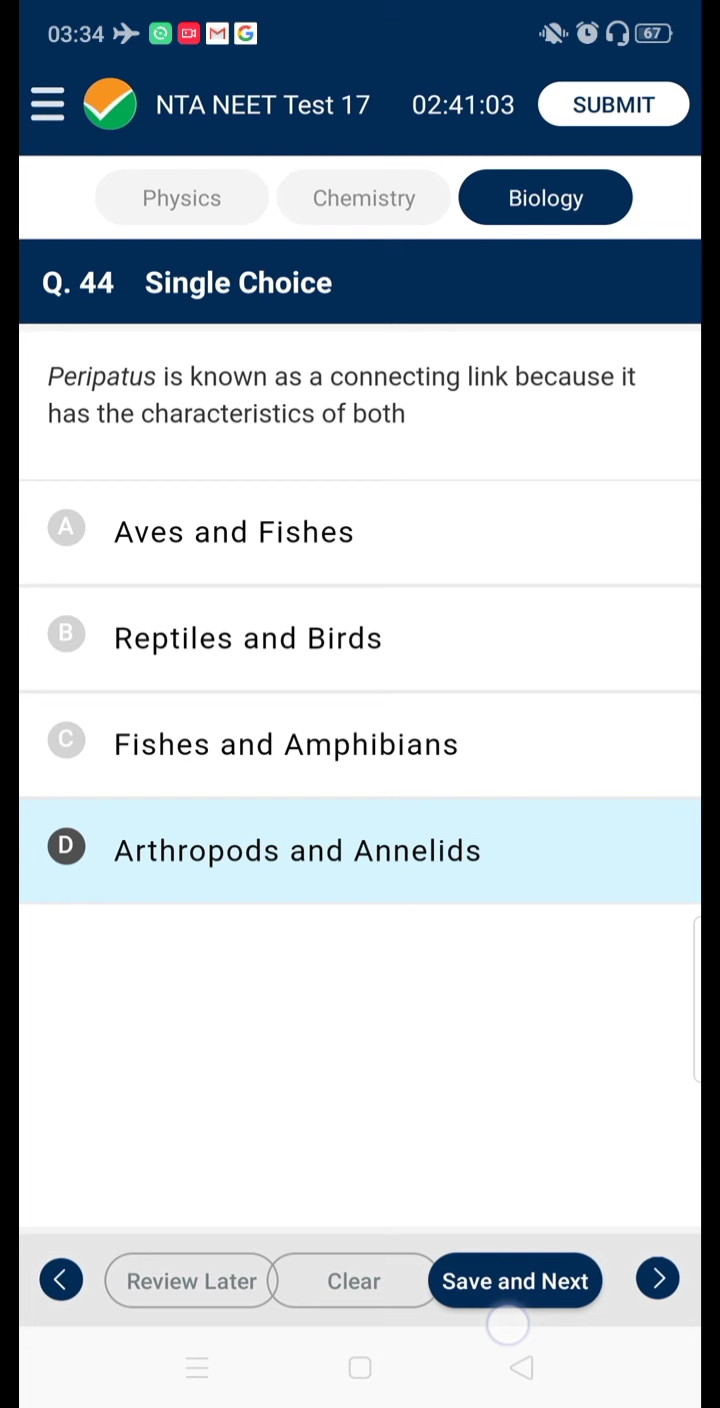 03:34 67
NTA NEET Test 17 02:41:03 SUBMIT
Physics Chemistry Biology
Q. 44 Single Choice
Peripatus is known as a connecting link because it
has the characteristics of both
A Aves and Fishes
B Reptiles and Birds
C Fishes and Amphibians
D Arthropods and Annelids
Review Later Clear Save and Next